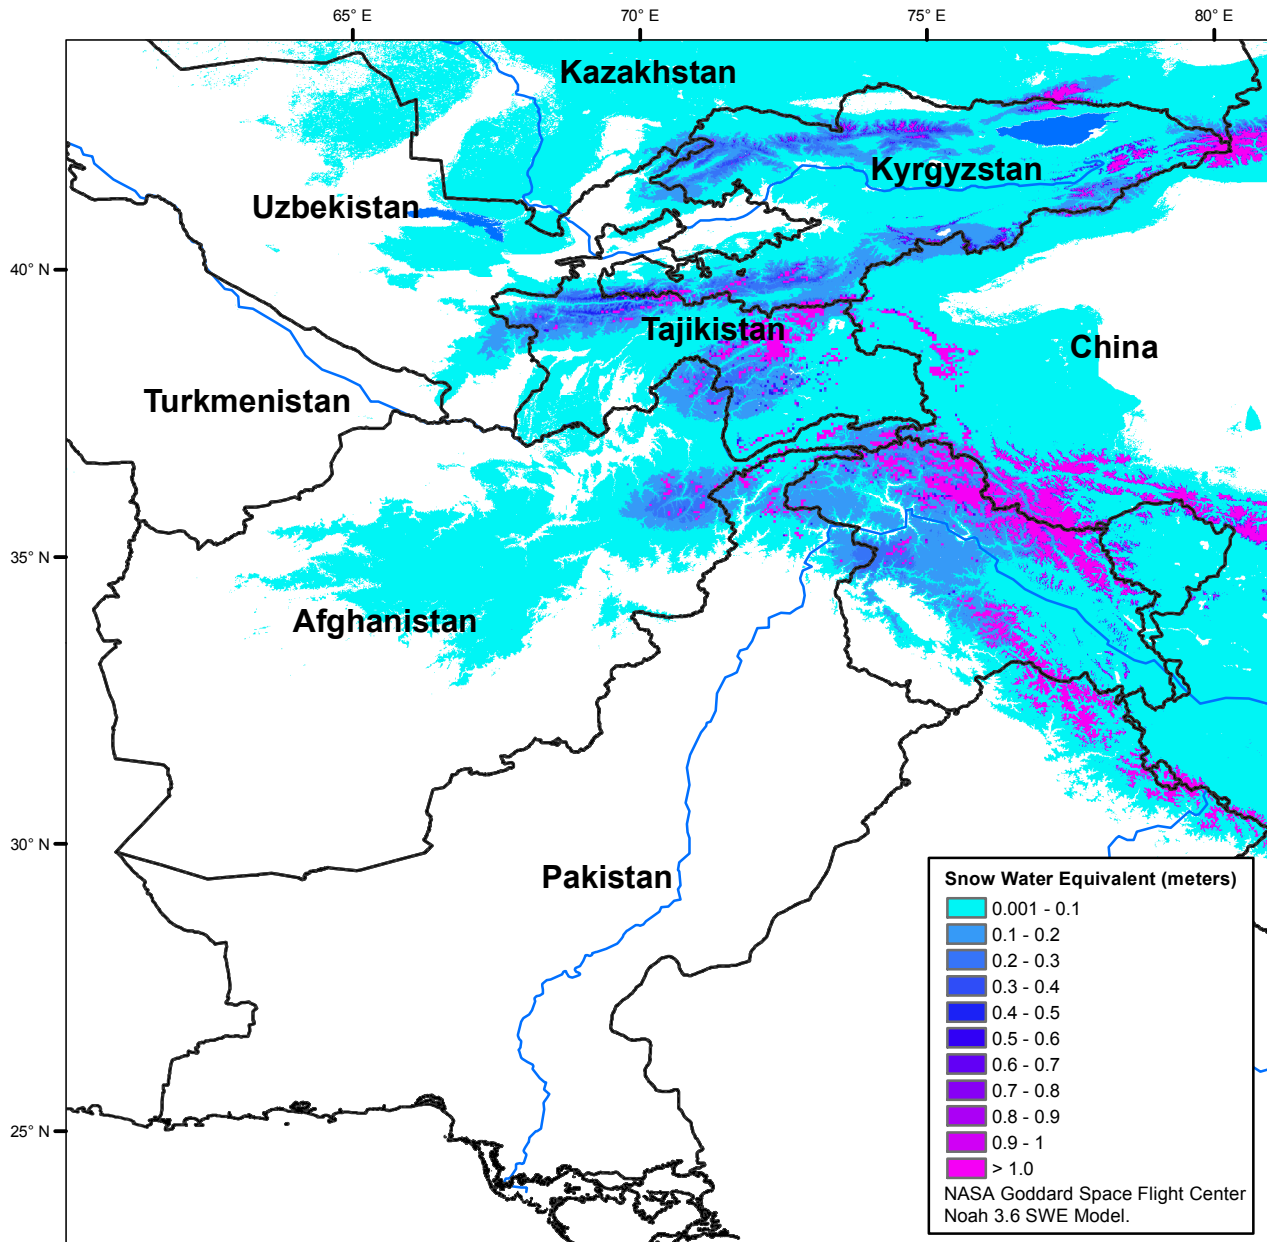 65° E
70° E
75° E
80° E
Kazakhstan
Kyrgyzstan
Uzbekistan
40° N
Tajikistan
China
Turkmenistan
35° N
Afghanistan
30° N
Pakistan
25° N
Snow Water Equivalent (meters)
0.001 - 0.1
0.1 - 0.2
0.2 - 0.3
0.3 - 0.4
0.4 - 0.5
0.5 - 0.6
0.6 - 0.7
0.7 - 0.8
0.8 - 0.9
0.9 - 1
> 1.0
NASA Goddard Space Flight Center
Noah 3.6 SWE Model.